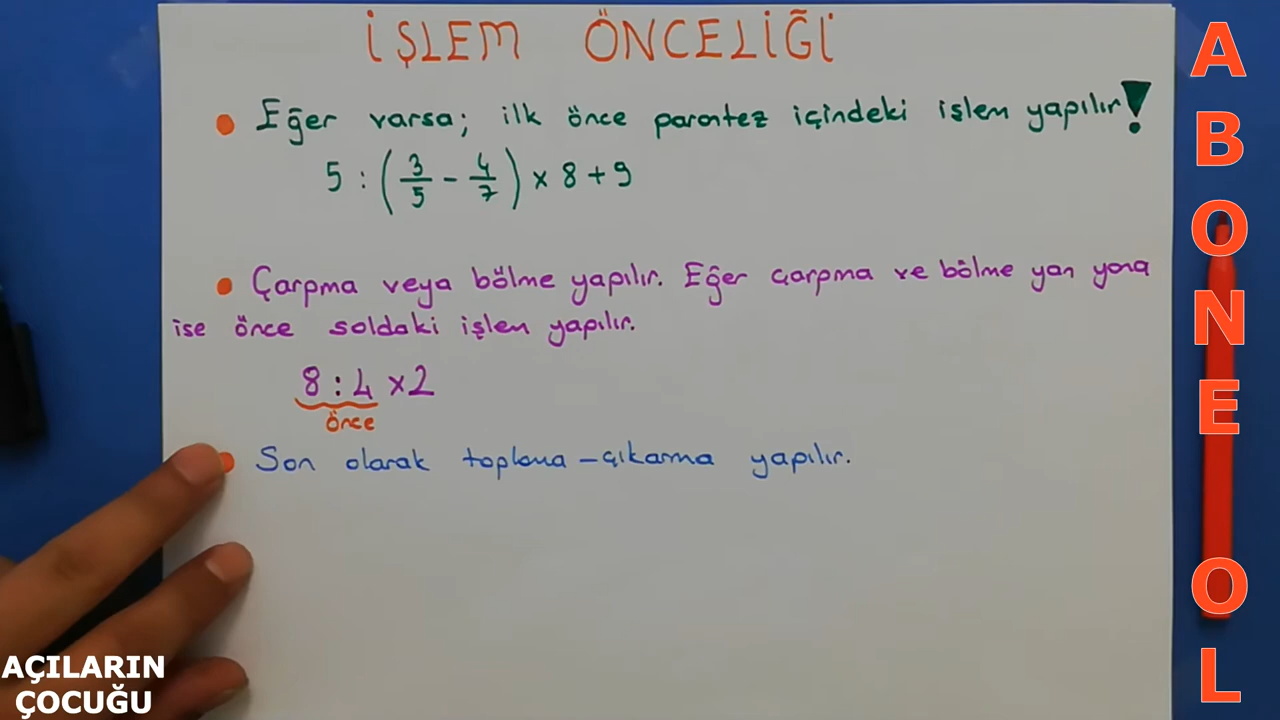 İŞLEM ÖNCELİĞİ
Eğer varsa; ilk önce parantez içindeki işlem yapılır!
5 : (3/5 - 4/7) x 8 + 9
Çarpma veya bölme yapılır. Eğer çarpma ve bölme yan yana
ise önce soldaki işlem yapılır.
8 : 4 x 2
önce
Son olarak toplama - çıkarma yapılır.
ABONE OL
AÇILARIN
ÇOCUĞU